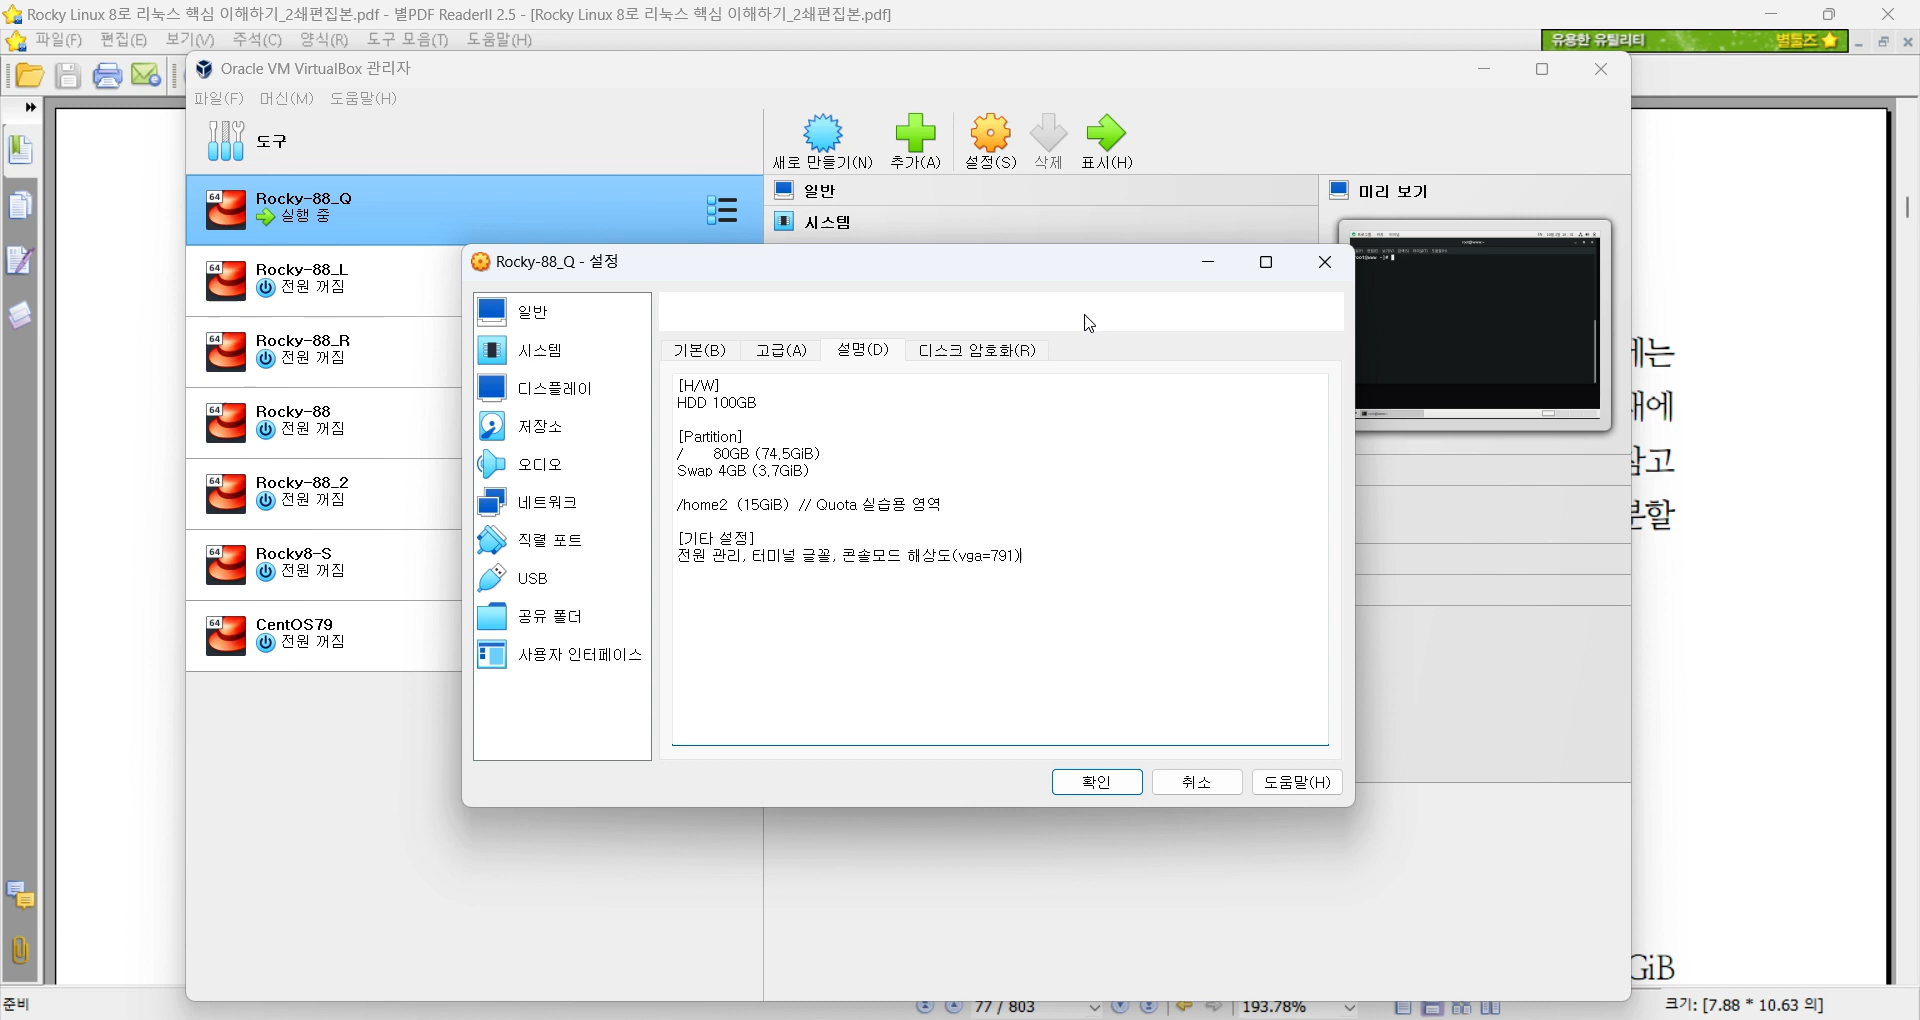 Rocky Linux 8로 리눅스 핵심 이해하기_2쇄편집본.pdf - 별PDF ReaderII 2.5 - [Rocky Linux 8로 리눅스 핵심 이해하기_2쇄편집본.pdf]
파일(F) 편집(E) 보기(V) 주석(C) 양식(R) 도구 모음(T) 도움말(H)
유용한 유틸리티 별툴즈
Oracle VM VirtualBox 관리자
파일(F) 머신(M) 도움말(H)
도구
새로 만들기(N) 추가(A) 설정(S) 삭제 표시(H)
Rocky-88_Q
실행 중
Rocky-88_L
전원 꺼짐
Rocky-88_R
전원 꺼짐
Rocky-88
전원 꺼짐
Rocky-88_2
전원 꺼짐
Rocky8-S
전원 꺼짐
CentOS79
전원 꺼짐
일반
시스템
미리 보기
Rocky-88_Q - 설정
일반
시스템
디스플레이
저장소
오디오
네트워크
직렬 포트
USB
공유 폴더
사용자 인터페이스
기본(B) 고급(A) 설명(D) 디스크 암호화(R)
[H/W]
HDD 100GB
[Partition]
/ 80GB (74.5GiB)
Swap 4GB (3.7GiB)
/home2 (15GiB) // Quota 실습용 영역
[기타 설정]
전원 관리, 터미널 글꼴, 콘솔모드 해상도(vga=791)
확인 취소 도움말(H)
GiB
준비
77 / 803
193.78%
크기: [7.88 * 10.63 의]